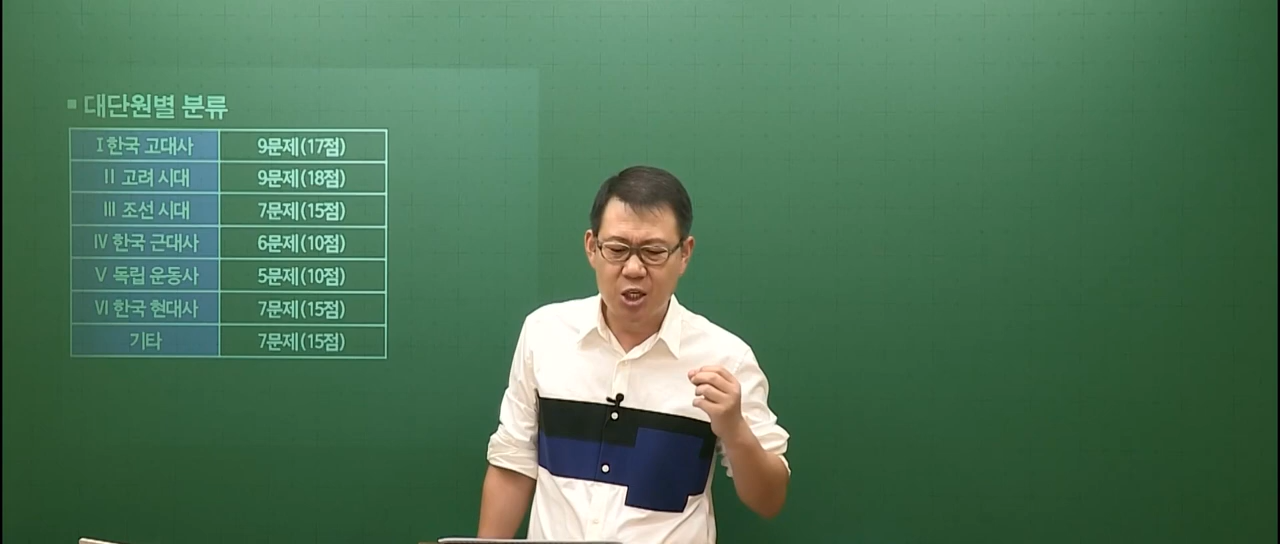 ▪ 대단원별 분류
Ⅰ 한국 고대사 9문제(17점)
Ⅱ 고려 시대 9문제(18점)
Ⅲ 조선 시대 7문제(15점)
Ⅳ 한국 근대사 6문제(10점)
Ⅴ 독립 운동사 5문제(10점)
Ⅵ 한국 현대사 7문제(15점)
기타 7문제(15점)